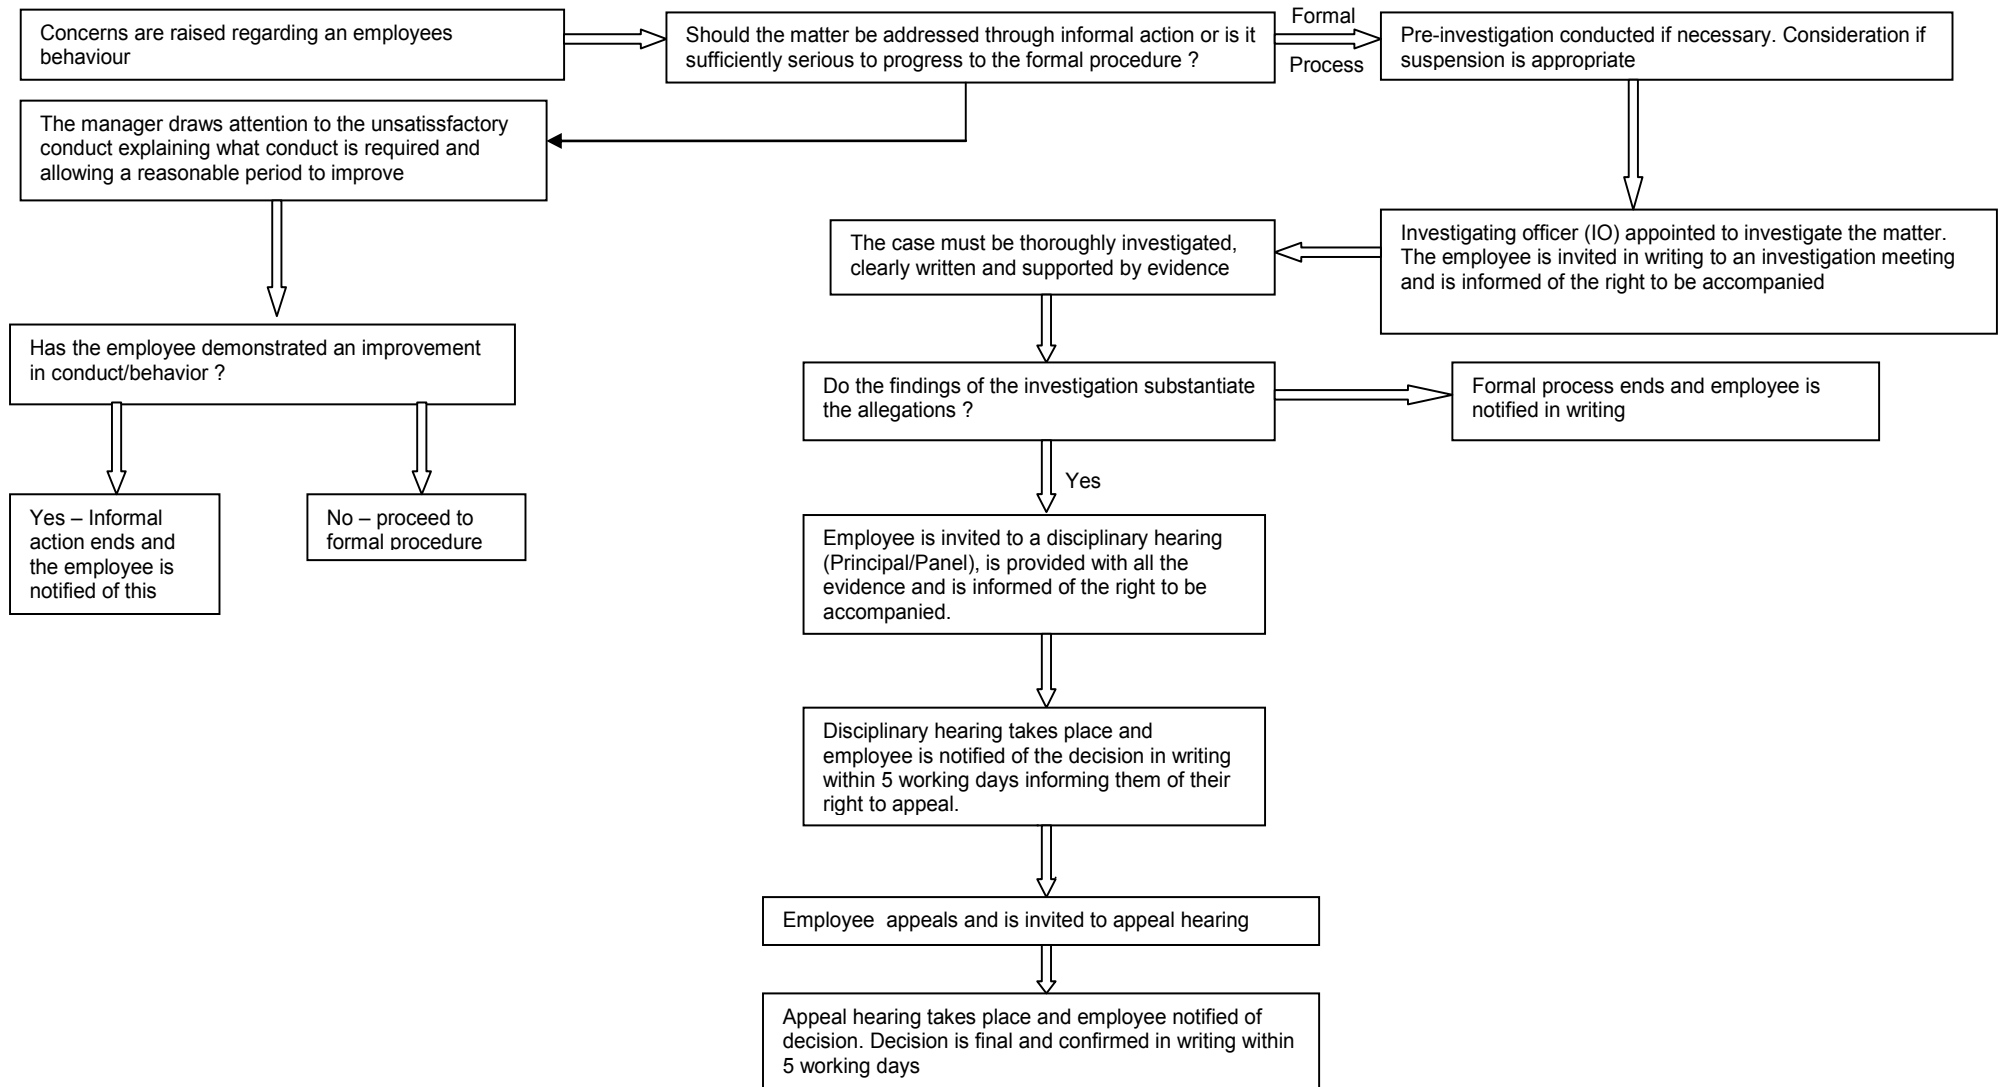 Concerns are raised regarding an employees
behaviour
Should the matter be addressed through informal action or is it
sufficiently serious to progress to the formal procedure ?
Formal
Process
Pre-investigation conducted if necessary. Consideration if
suspension is appropriate
The manager draws attention to the unsatissfactory
conduct explaining what conduct is required and
allowing a reasonable period to improve
Investigating officer (IO) appointed to investigate the matter.
The employee is invited in writing to an investigation meeting
and is informed of the right to be accompanied
The case must be thoroughly investigated,
clearly written and supported by evidence
Has the employee demonstrated an improvement
in conduct/behavior ?
Do the findings of the investigation substantiate
the allegations ?
Formal process ends and employee is
notified in writing
Yes
Yes – Informal
action ends and
the employee is
notified of this
No – proceed to
formal procedure
Employee is invited to a disciplinary hearing
(Principal/Panel), is provided with all the
evidence and is informed of the right to be
accompanied.
Disciplinary hearing takes place and
employee is notified of the decision in writing
within 5 working days informing them of their
right to appeal.
Employee  appeals and is invited to appeal hearing
Appeal hearing takes place and employee notified of
decision. Decision is final and confirmed in writing within
5 working days